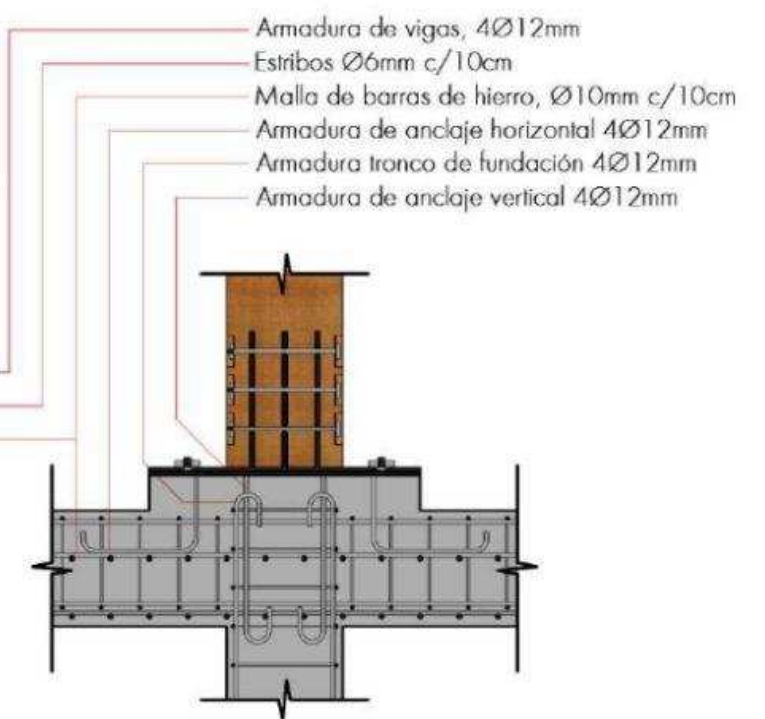 Armadura de vigas, 4Ø12mm
Estribos Ø6mm c/10cm
Malla de barras de hierro, Ø10mm c/10cm
Armadura de anclaje horizontal 4Ø12mm
Armadura tronco de fundación 4Ø12mm
Armadura de anclaje vertical 4Ø12mm